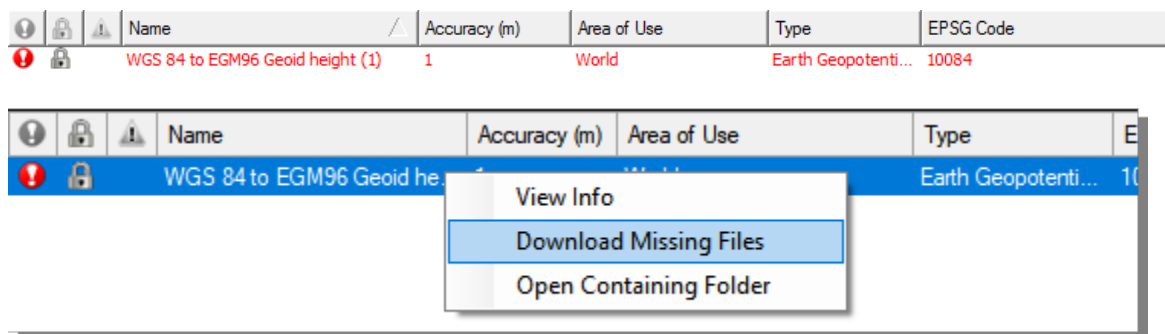 Name Accuracy (m) Area of Use Type EPSG Code
WGS 84 to EGM96 Geoid height (1) 1 World Earth Geopotenti... 10084
Name Accuracy (m) Area of Use Type E
WGS 84 to EGM96 Geoid he... Earth Geopotenti... 10
View Info
Download Missing Files
Open Containing Folder